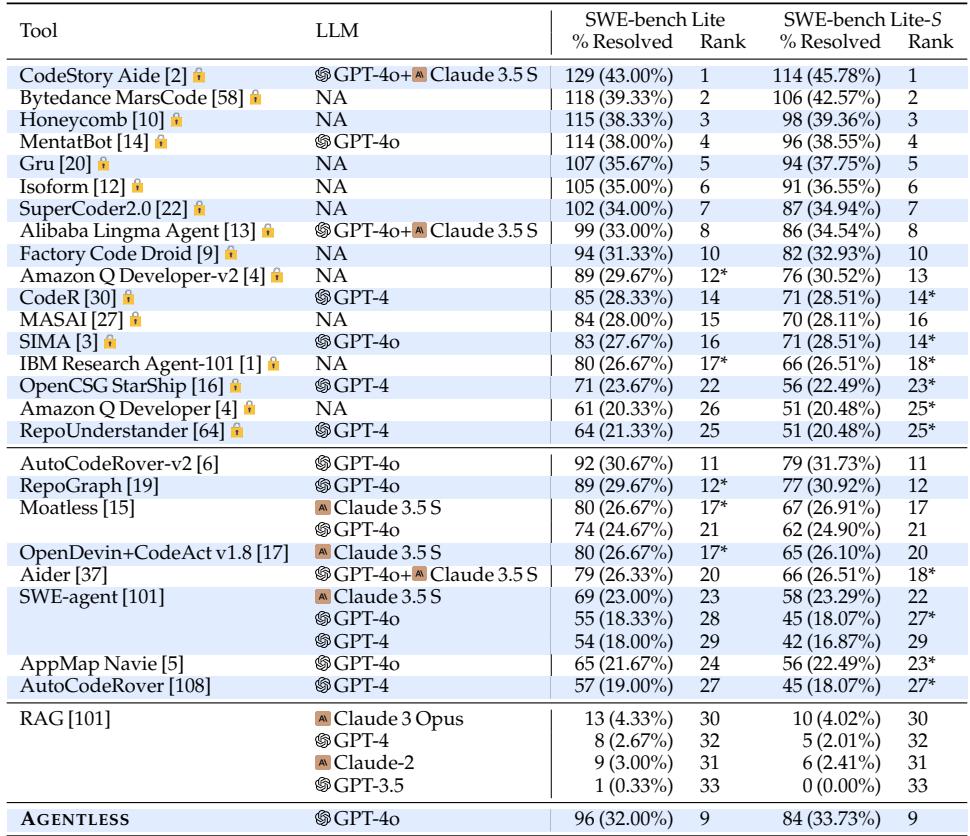 Tool LLM SWE-bench Lite SWE-bench Lite-S
% Resolved Rank % Resolved Rank
CodeStory Aide [2] GPT-4o+ Claude 3.5 S 129 (43.00%) 1 114 (45.78%) 1
Bytedance MarsCode [58] NA 118 (39.33%) 2 106 (42.57%) 2
Honeycomb [10] NA 115 (38.33%) 3 98 (39.36%) 3
MentatBot [14] GPT-4o 114 (38.00%) 4 96 (38.55%) 4
Gru [20] NA 107 (35.67%) 5 94 (37.75%) 5
Isoform [12] NA 105 (35.00%) 6 91 (36.55%) 6
SuperCoder2.0 [22] NA 102 (34.00%) 7 87 (34.94%) 7
Alibaba Lingma Agent [13] GPT-4o+ Claude 3.5 S 99 (33.00%) 8 86 (34.54%) 8
Factory Code Droid [9] NA 94 (31.33%) 10 82 (32.93%) 10
Amazon Q Developer-v2 [4] NA 89 (29.67%) 12* 76 (30.52%) 13
CodeR [30] GPT-4 85 (28.33%) 14 71 (28.51%) 14*
MASAI [27] NA 84 (28.00%) 15 70 (28.11%) 16
SIMA [3] GPT-4o 83 (27.67%) 16 71 (28.51%) 14*
IBM Research Agent-101 [1] NA 80 (26.67%) 17* 66 (26.51%) 18*
OpenCSG StarShip [16] GPT-4 71 (23.67%) 22 56 (22.49%) 23*
Amazon Q Developer [4] NA 61 (20.33%) 26 51 (20.48%) 25*
RepoUnderstander [64] GPT-4 64 (21.33%) 25 51 (20.48%) 25*
AutoCodeRover-v2 [6] GPT-4o 92 (30.67%) 11 79 (31.73%) 11
RepoGraph [19] GPT-4o 89 (29.67%) 12* 77 (30.92%) 12
Moatless [15] Claude 3.5 S 80 (26.67%) 17* 67 (26.91%) 17
GPT-4o 74 (24.67%) 21 62 (24.90%) 21
OpenDevin+CodeAct v1.8 [17] Claude 3.5 S 80 (26.67%) 17* 65 (26.10%) 20
Aider [37] GPT-4o+ Claude 3.5 S 79 (26.33%) 20 66 (26.51%) 18*
SWE-agent [101] Claude 3.5 S 69 (23.00%) 23 58 (23.29%) 22
GPT-4o 55 (18.33%) 28 45 (18.07%) 27*
GPT-4 54 (18.00%) 29 42 (16.87%) 29
AppMap Navie [5] GPT-4o 65 (21.67%) 24 56 (22.49%) 23*
AutoCodeRover [108] GPT-4 57 (19.00%) 27 45 (18.07%) 27*
RAG [101] Claude 3 Opus 13 (4.33%) 30 10 (4.02%) 30
GPT-4 8 (2.67%) 32 5 (2.01%) 32
Claude-2 9 (3.00%) 31 6 (2.41%) 31
GPT-3.5 1 (0.33%) 33 0 (0.00%) 33
AGENTLESS GPT-4o 96 (32.00%) 9 84 (33.73%) 9